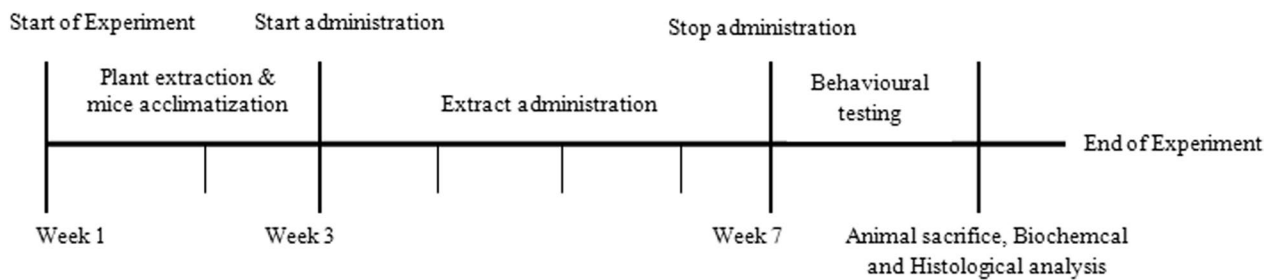 Start of Experiment
Start administration
Stop administration
Plant extraction &
mice acclimatization
Extract administration
Behavioural
testing
End of Experiment
Week 1
Week 3
Week 7
Animal sacrifice, Biochemcal
and Histological analysis